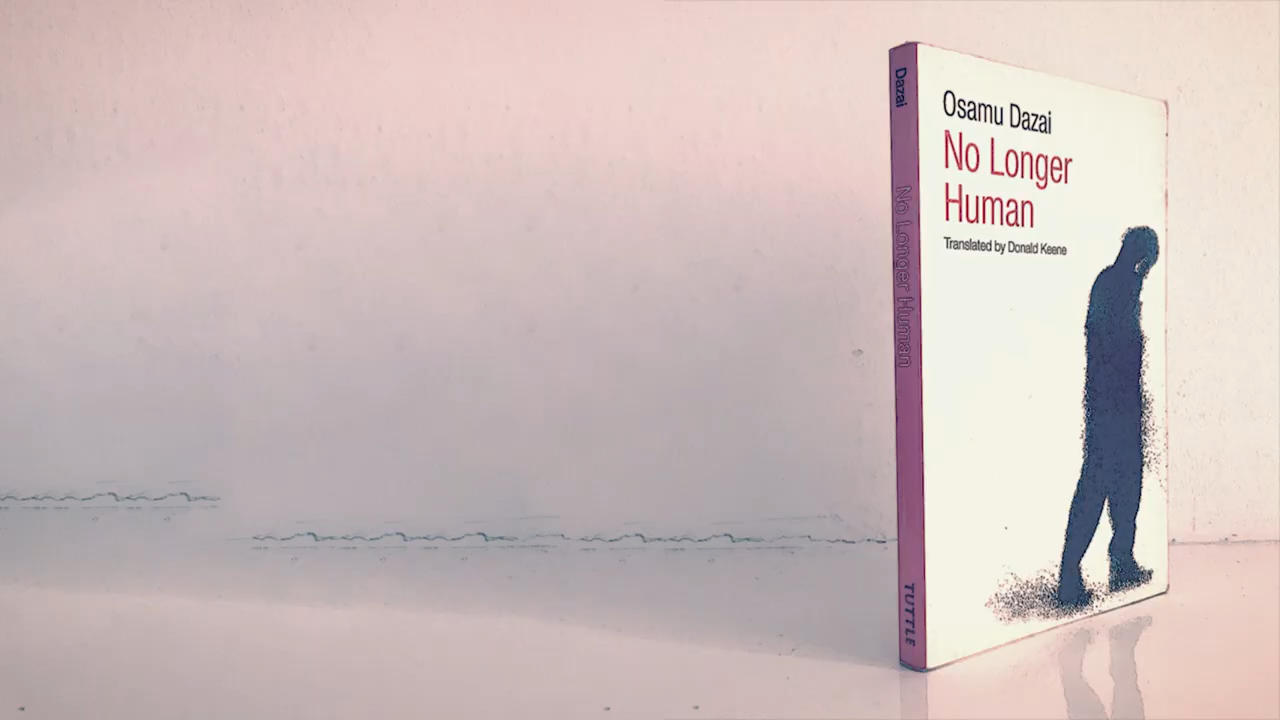 Dazai
No Longer Human
TUTTLE
Osamu Dazai
No Longer
Human
Translated by Donald Keene